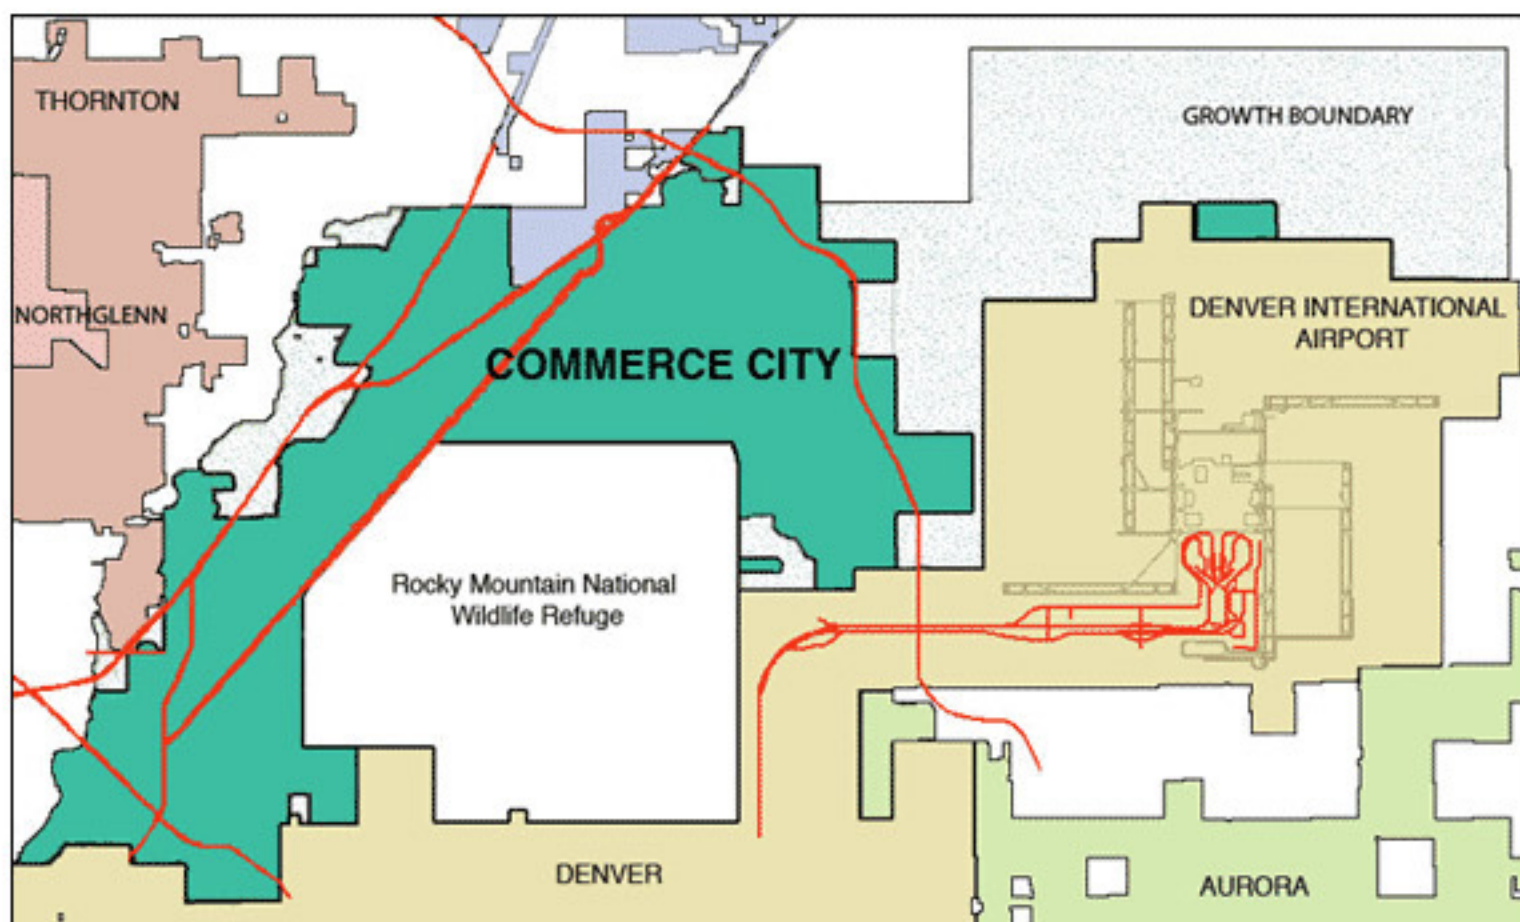 THORNTON
GROWTH BOUNDARY
NORTHGLENN
DENVER INTERNATIONAL
AIRPORT
COMMERCE CITY
Rocky Mountain National
Wildlife Refuge
DENVER
AURORA